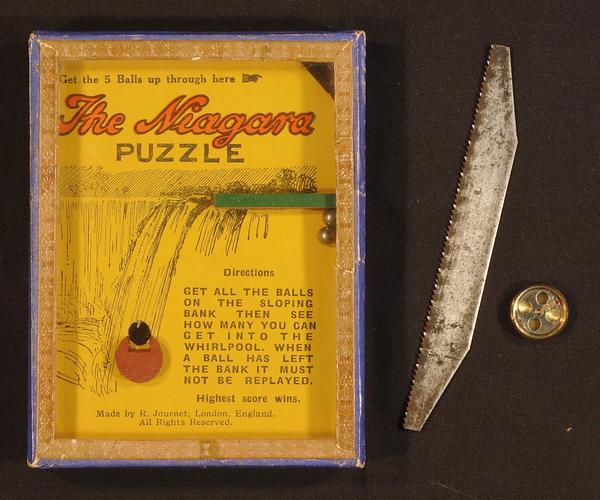 Get the 5 Balls up through here
The Niagara
PUZZLE
Directions
GET ALL THE BALLS
ON THE SLOPING
BANK THEN SEE
HOW MANY YOU CAN
GET INTO THE
WHIRLPOOL. WHEN
A BALL HAS LEFT
THE BANK IT MUST
NOT BE REPLAYED.
Highest score wins.
Made by R. Journet, London, England.
All Rights Reserved.